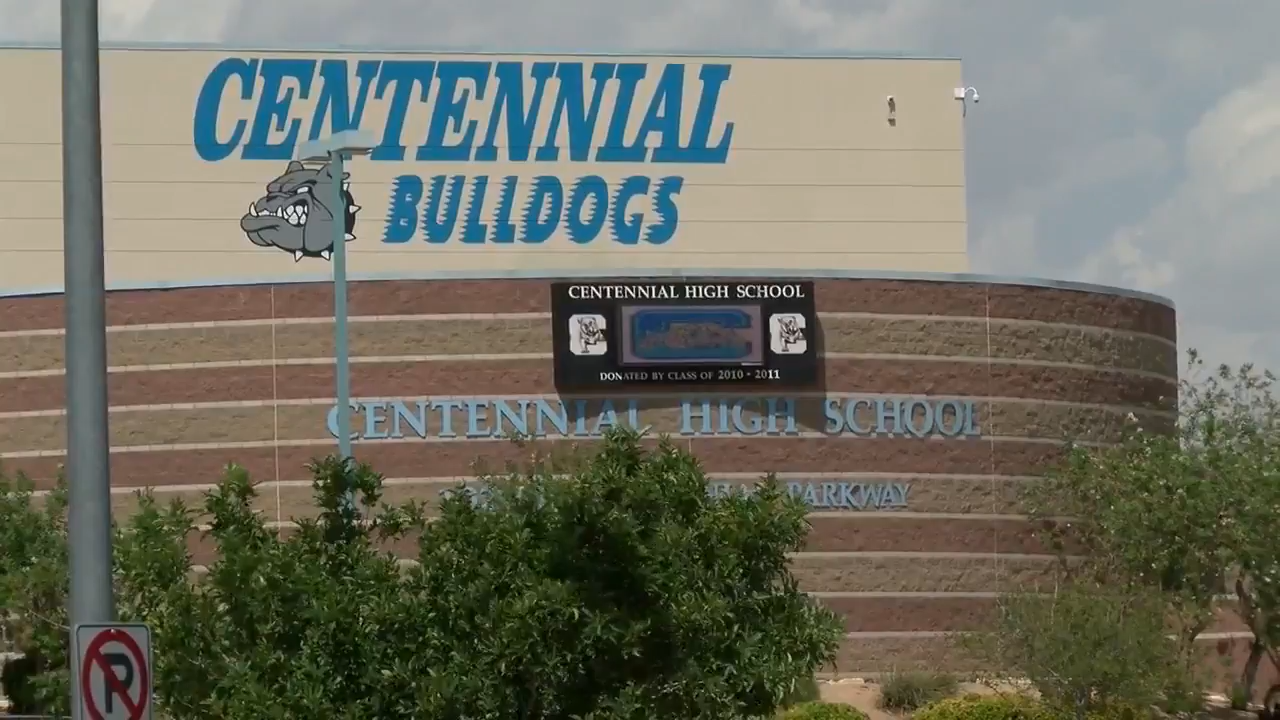 CENTENNIAL
BULLDOGS
CENTENNIAL HIGH SCHOOL
DONATED BY CLASS OF 2010 • 2011
CENTENNIAL HIGH SCHOOL
PARKWAY
P